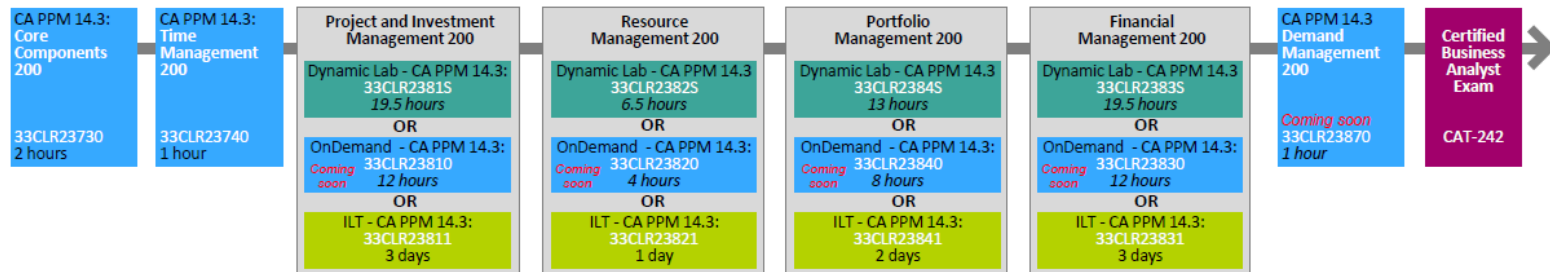 CA PPM 14.3:
Core
Components
200
33CLR23730
2 hours
CA PPM 14.3:
Time
Management
200
33CLR23740
1 hour
Project and Investment
Management 200
Dynamic Lab - CA PPM 14.3:
33CLR2381S
19.5 hours
OR
OnDemand - CA PPM 14.3:
Coming soon
33CLR23810
12 hours
OR
ILT - CA PPM 14.3:
33CLR23811
3 days
Resource
Management 200
Dynamic Lab - CA PPM 14.3
33CLR2382S
6.5 hours
OR
OnDemand - CA PPM 14.3:
Coming soon
33CLR23820
4 hours
OR
ILT - CA PPM 14.3:
33CLR23821
1 day
Portfolio
Management 200
Dynamic Lab - CA PPM 14.3
33CLR2384S
13 hours
OR
OnDemand - CA PPM 14.3:
Coming soon
33CLR23840
8 hours
OR
ILT - CA PPM 14.3:
33CLR23841
2 days
Financial
Management 200
Dynamic Lab - CA PPM 14.3
33CLR2383S
19.5 hours
OR
OnDemand - CA PPM 14.3:
Coming soon
33CLR23830
12 hours
OR
ILT - CA PPM 14.3:
33CLR23831
3 days
CA PPM 14.3
Demand
Management
200
Coming soon
33CLR23870
1 hour
Certified
Business
Analyst
Exam
CAT-242